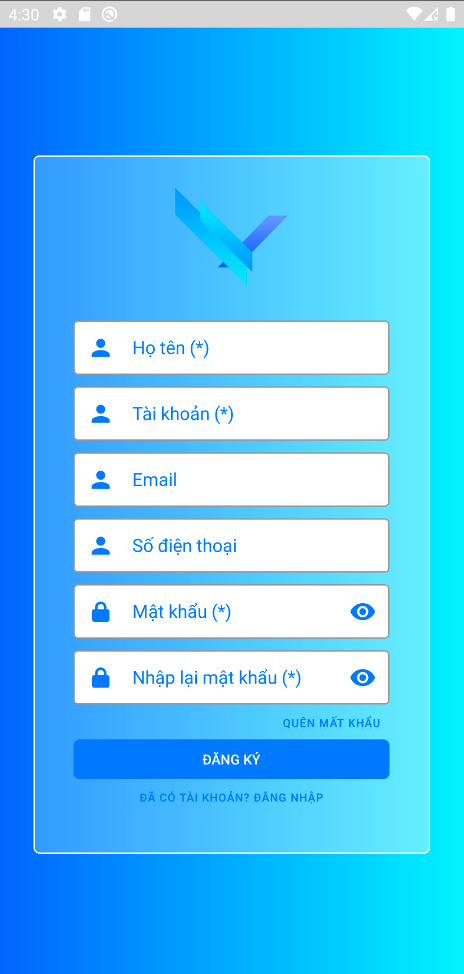 4:30
Họ tên (*)
Tài khoản (*)
Email
Số điện thoại
Mật khẩu (*)
Nhập lại mật khẩu (*)
QUÊN MẤT KHẨU
ĐĂNG KÝ
ĐÃ CÓ TÀI KHOẢN? ĐĂNG NHẬP